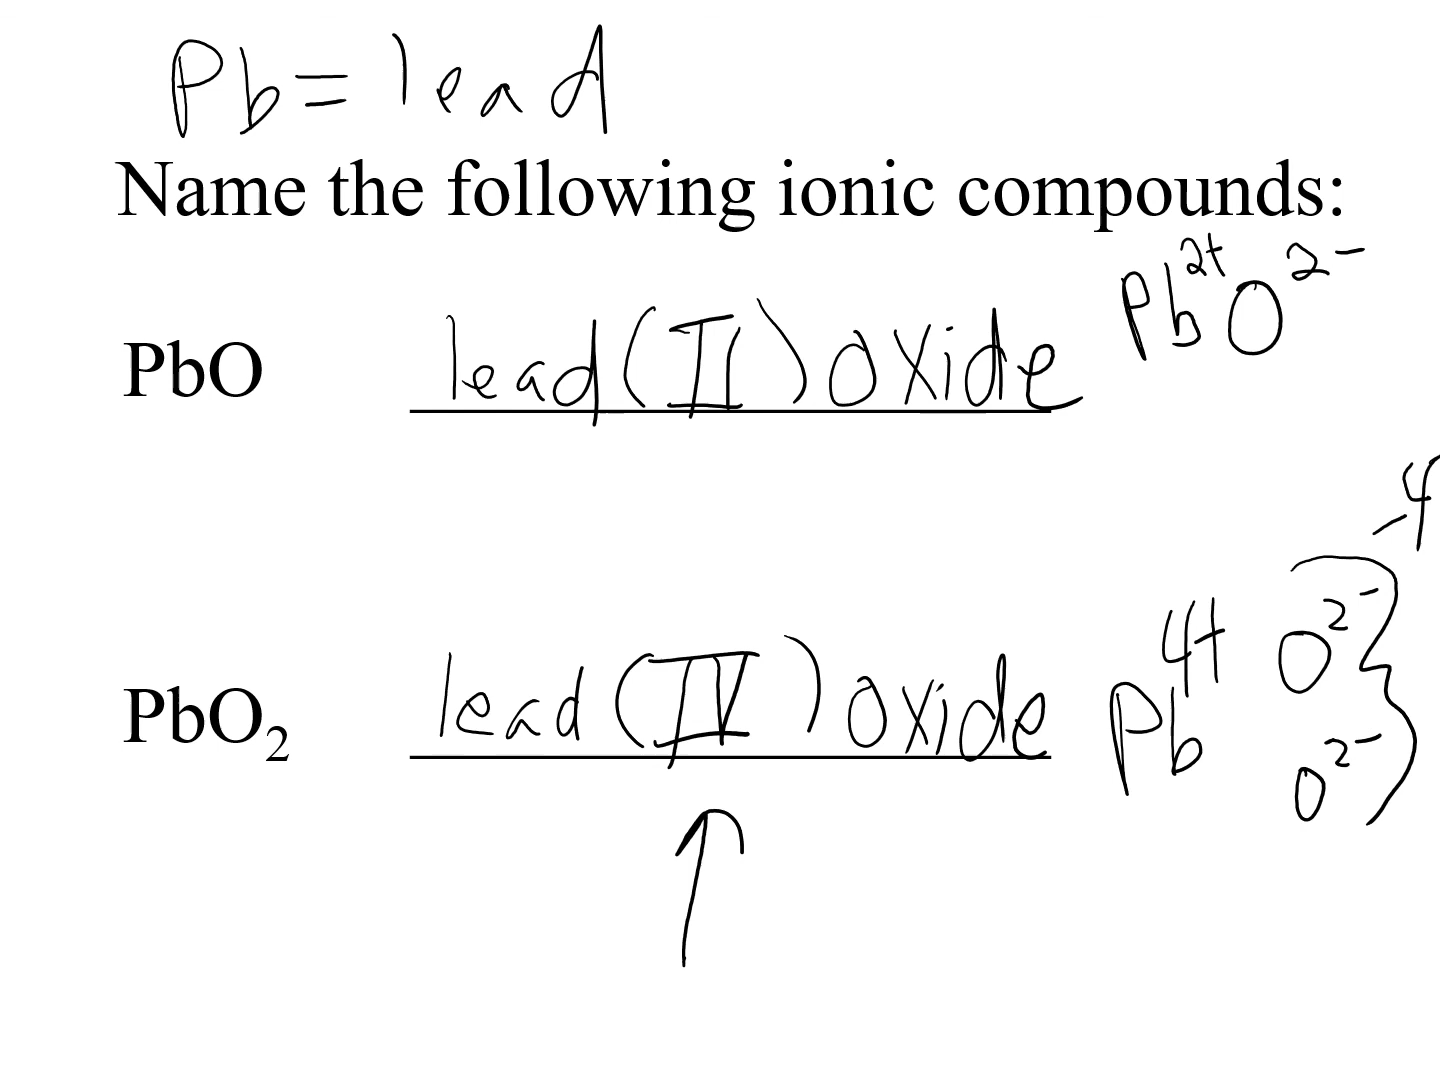 Pb = lead
Name the following ionic compounds:
PbO lead (II) oxide Pb²⁺ O²⁻
-4
PbO₂ lead (IV) oxide Pb⁴⁺ O²⁻
O²⁻